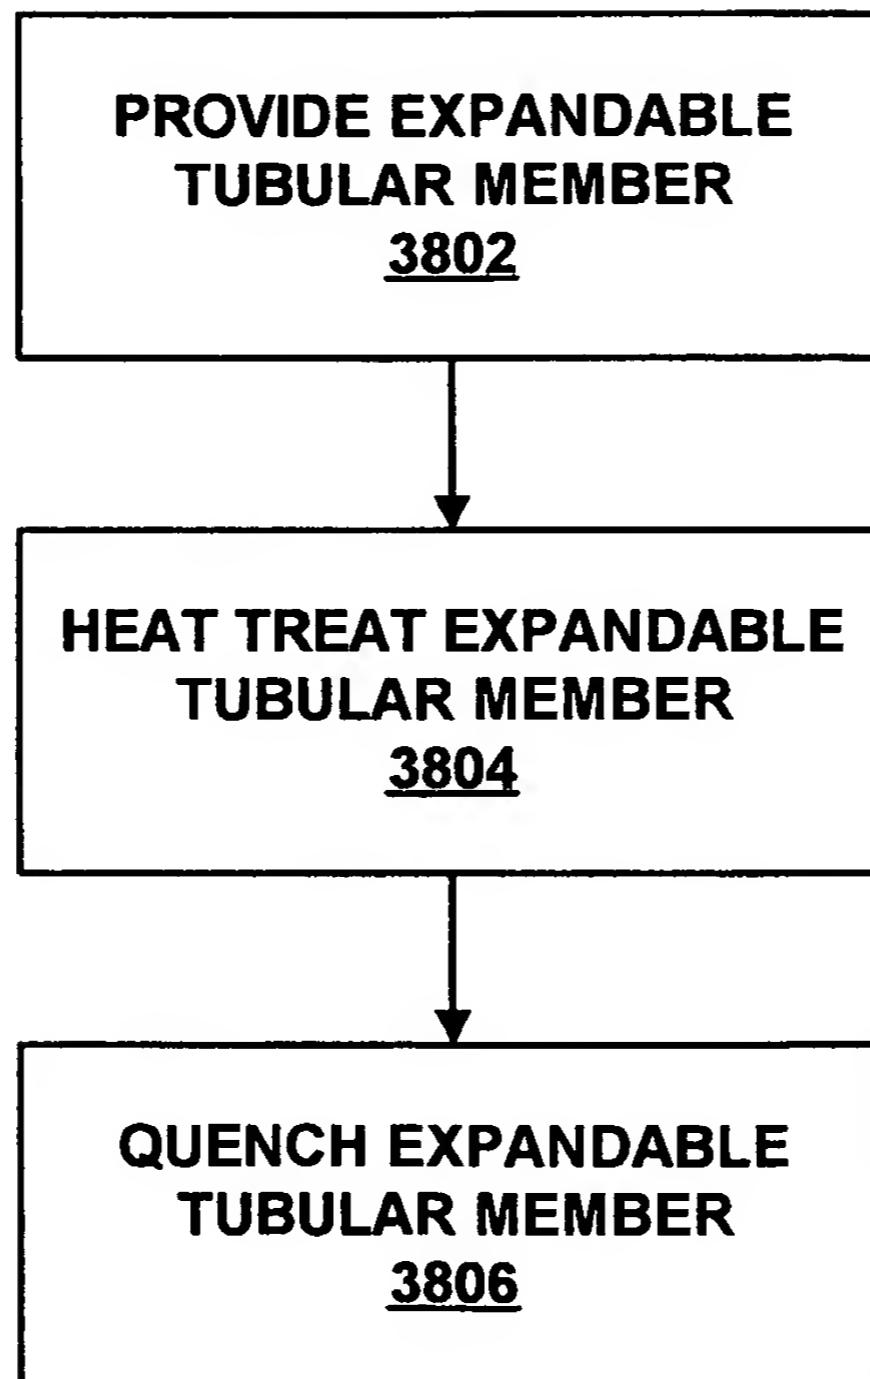 PROVIDE EXPANDABLE
TUBULAR MEMBER
3802
HEAT TREAT EXPANDABLE
TUBULAR MEMBER
3804
QUENCH EXPANDABLE
TUBULAR MEMBER
3806